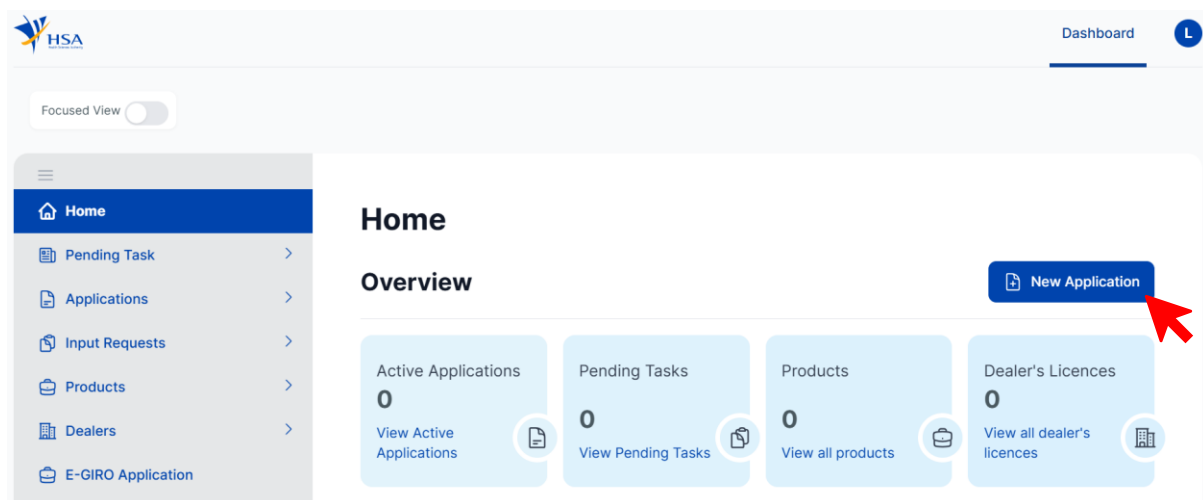 HSA
Dashboard
L
Focused View
Home
Pending Task
Applications
Input Requests
Products
Dealers
E-GIRO Application
Home
Overview
New Application
Active Applications
0
View Active
Applications
Pending Tasks
0
View Pending Tasks
Products
0
View all products
Dealer's Licences
0
View all dealer's
licences